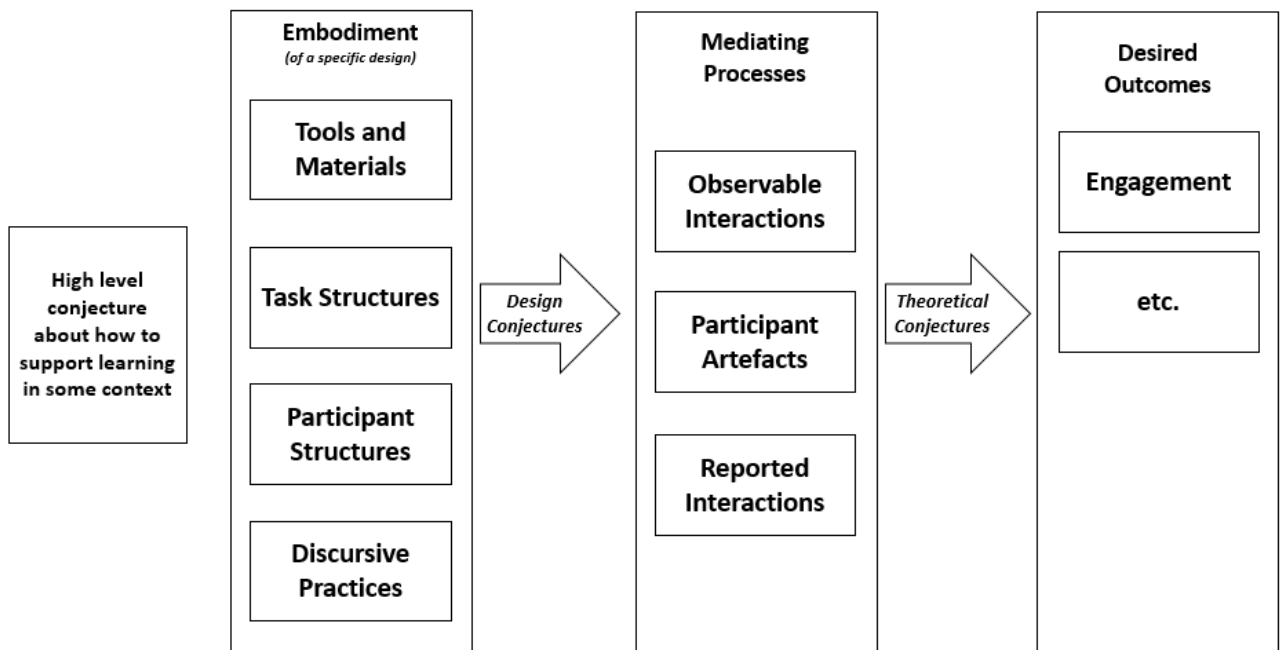 High level
conjecture
about how to
support learning
in some context
Embodiment
(of a specific design)
Tools and
Materials
Task Structures
Participant
Structures
Discursive
Practices
Design
Conjectures
Mediating
Processes
Observable
Interactions
Participant
Artefacts
Reported
Interactions
Theoretical
Conjectures
Desired
Outcomes
Engagement
etc.